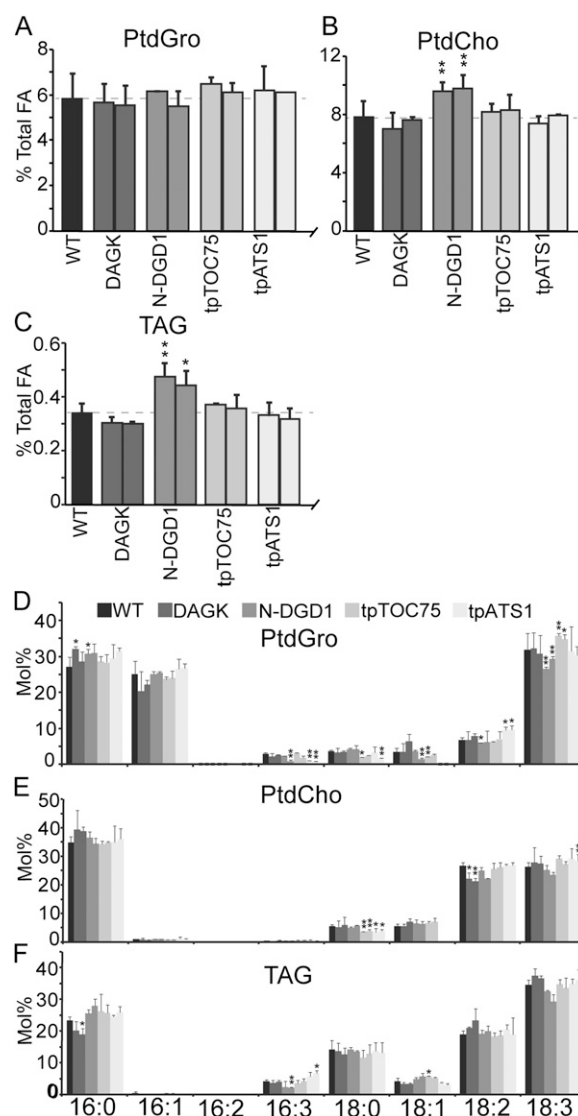 A
PtdGro
% Total FA
8
6
4
2
0
WT
DAGK
N-DGD1
tpTOC75
tpATS1
B
PtdCho
12
9
6
3
0
**
**
WT
DAGK
N-DGD1
tpTOC75
tpATS1
C
TAG
% Total FA
0.6
0.4
0.2
0
**
*
WT
DAGK
N-DGD1
tpTOC75
tpATS1
D
WT DAGK N-DGD1 tpTOC75 tpATS1
PtdGro
Mol%
40
30
20
10
0
E
PtdCho
Mol%
50
40
30
20
10
0
F
TAG
Mol%
40
30
20
10
0
16:0 16:1 16:2 16:3 18:0 18:1 18:2 18:3